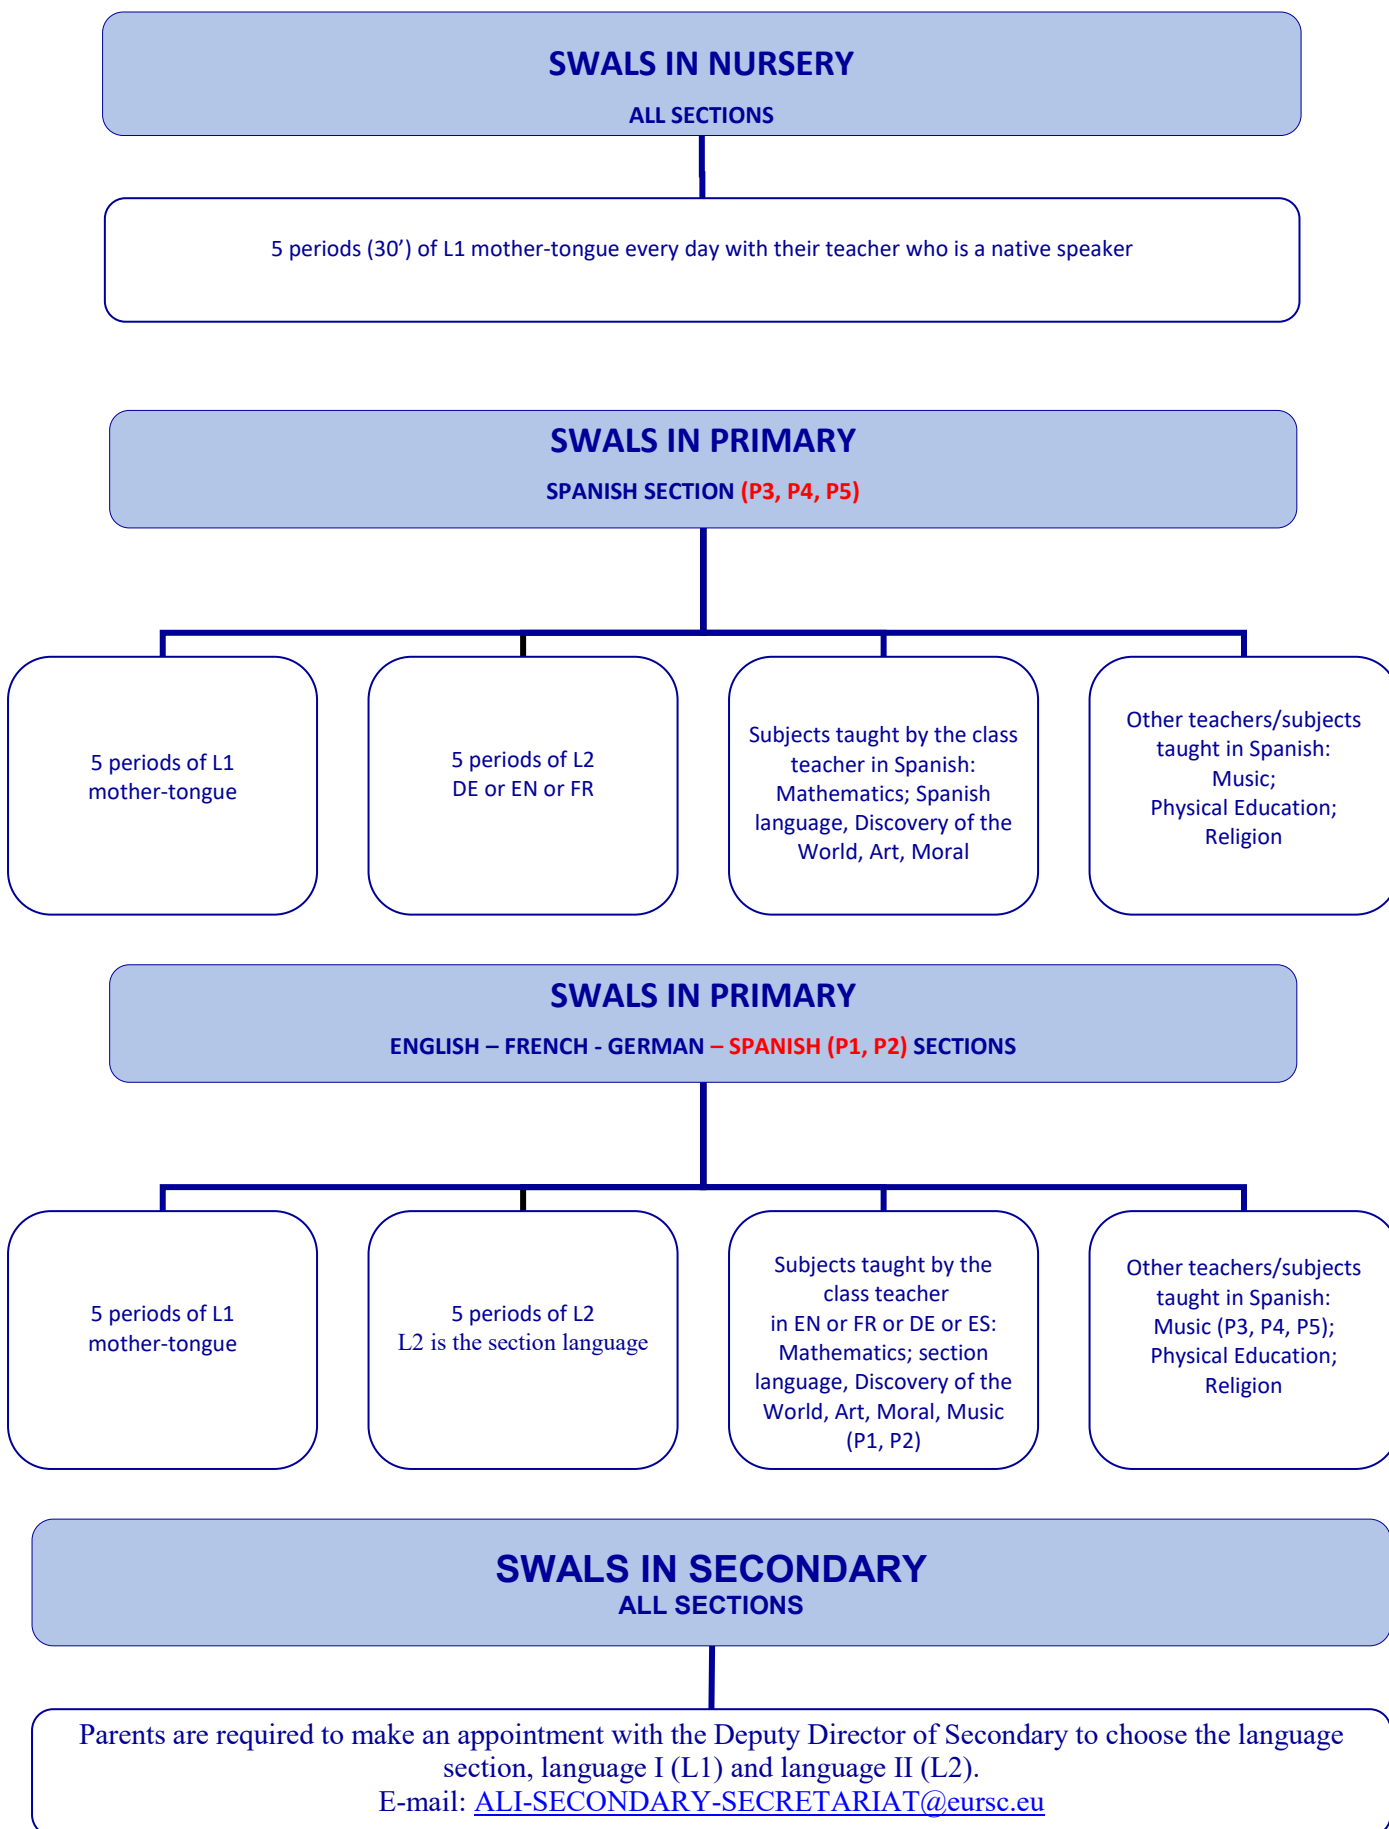 SWALS IN NURSERY
ALL SECTIONS
5 periods (30’) of L1 mother-tongue every day with their teacher who is a native speaker
SWALS IN PRIMARY
SPANISH SECTION (P3, P4, P5)
5 periods of L1
mother-tongue
5 periods of L2
DE or EN or FR
Subjects taught by the class
teacher in Spanish:
Mathematics; Spanish
language, Discovery of the
World, Art, Moral
Other teachers/subjects
taught in Spanish:
Music;
Physical Education;
Religion
SWALS IN PRIMARY
ENGLISH – FRENCH - GERMAN – SPANISH (P1, P2) SECTIONS
5 periods of L1
mother-tongue
5 periods of L2
L2 is the section language
Subjects taught by the
class teacher
in EN or FR or DE or ES:
Mathematics; section
language, Discovery of the
World, Art, Moral, Music
(P1, P2)
Other teachers/subjects
taught in Spanish:
Music (P3, P4, P5);
Physical Education;
Religion
SWALS IN SECONDARY
ALL SECTIONS
Parents are required to make an appointment with the Deputy Director of Secondary to choose the language
section, language I (L1) and language II (L2).
E-mail: ALI-SECONDARY-SECRETARIAT@eursc.eu